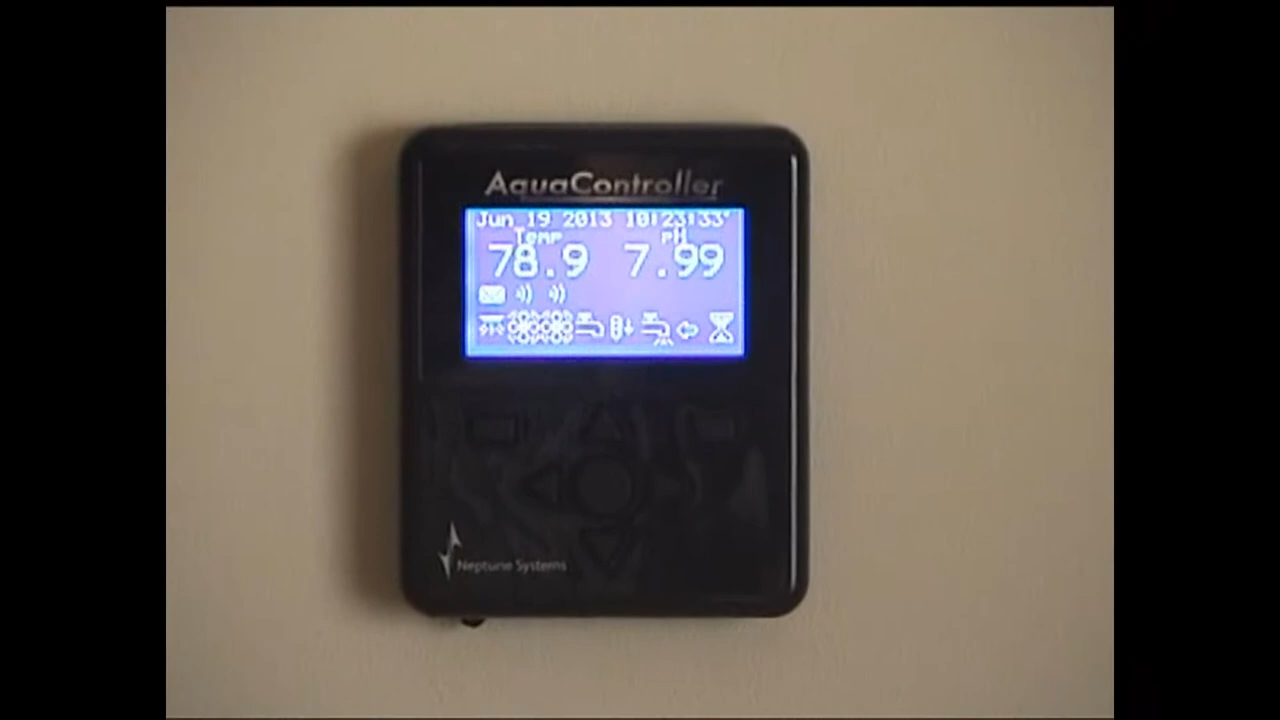 AquaController
Jun 19 2013 10:23:33
Temp pH
78.9 7.99
Neptune Systems